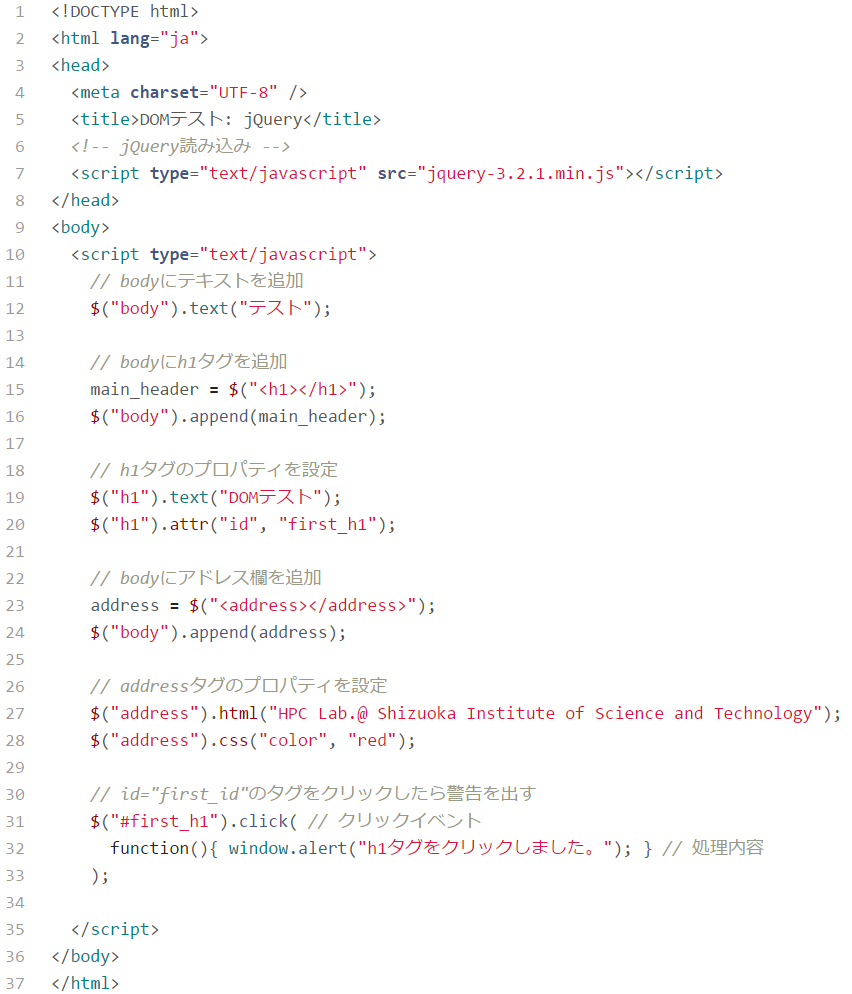 1 <!DOCTYPE html>
2 <html lang="ja">
3 <head>
4   <meta charset="UTF-8" />
5   <title>DOMテスト: jQuery</title>
6   <!-- jQuery読み込み -->
7   <script type="text/javascript" src="jquery-3.2.1.min.js"></script>
8 </head>
9 <body>
10   <script type="text/javascript">
11     // bodyにテキストを追加
12     $("body").text("テスト");
13
14     // bodyにh1タグを追加
15     main_header = $("<h1></h1>");
16     $("body").append(main_header);
17
18     // h1タグのプロパティを設定
19     $("h1").text("DOMテスト");
20     $("h1").attr("id", "first_h1");
21
22     // bodyにアドレス欄を追加
23     address = $("<address></address>");
24     $("body").append(address);
25
26     // addressタグのプロパティを設定
27     $("address").html("HPC Lab.@ Shizuoka Institute of Science and Technology");
28     $("address").css("color", "red");
29
30     // id="first_id"のタグをクリックしたら警告を出す
31     $("#first_h1").click( // クリックイベント
32       function(){ window.alert("h1タグをクリックしました。"); } // 処理内容
33     );
34
35   </script>
36 </body>
37 </html>